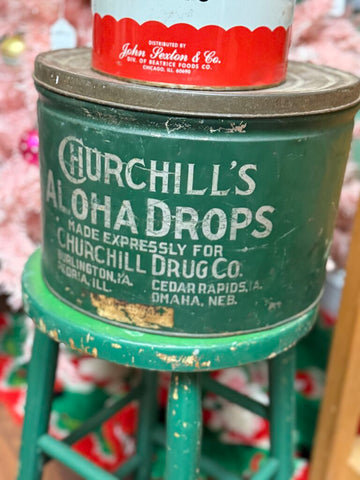 DISTRIBUTED BY
John Sexton & Co.
DIV. OF BEATRICE FOODS CO.
CHICAGO, ILL. 60690
CHURCHILL'S
ALOHA DROPS
MADE EXPRESSLY FOR
CHURCHILL DRUG CO.
BURLINGTON, IA. CEDAR RAPIDS, IA.
PEORIA, ILL. OMAHA, NEB.